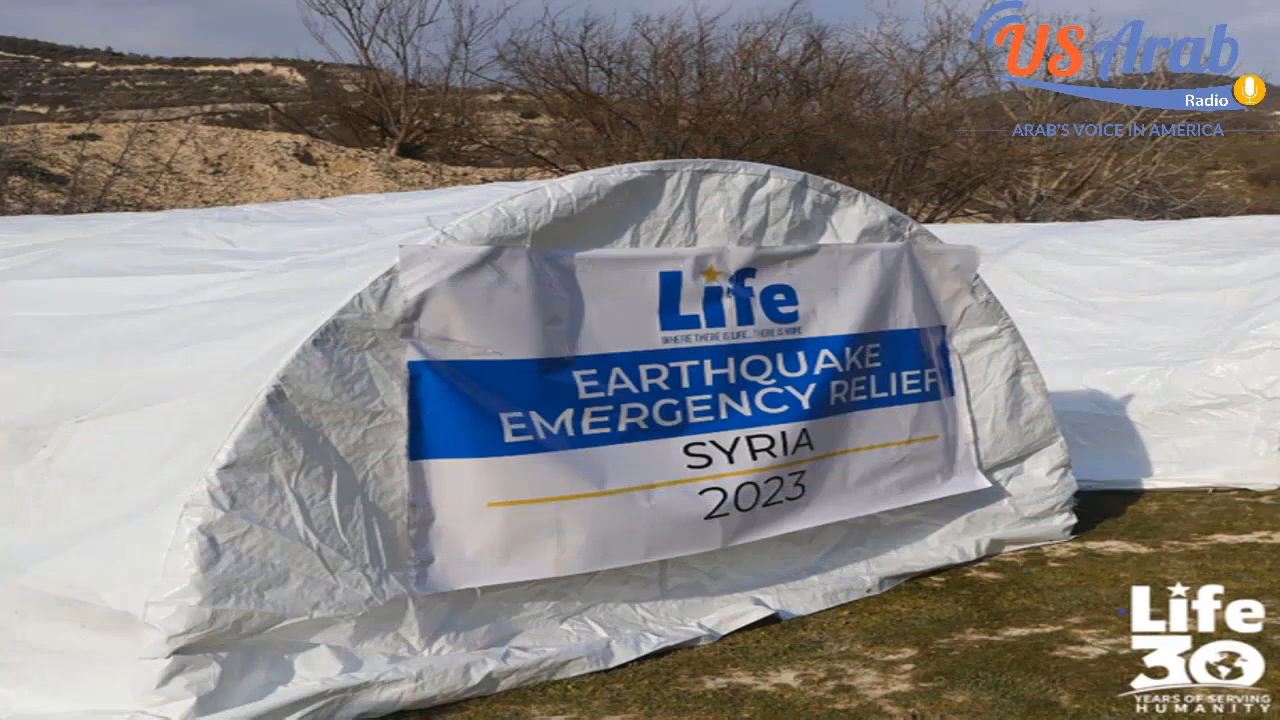 US Arab
Radio
ARAB'S VOICE IN AMERICA
Life
WHERE THERE IS LIFE, THERE IS HOPE
EARTHQUAKE
EMERGENCY RELIEF
SYRIA
2023
Life
30
YEARS OF SERVING
HUMANITY